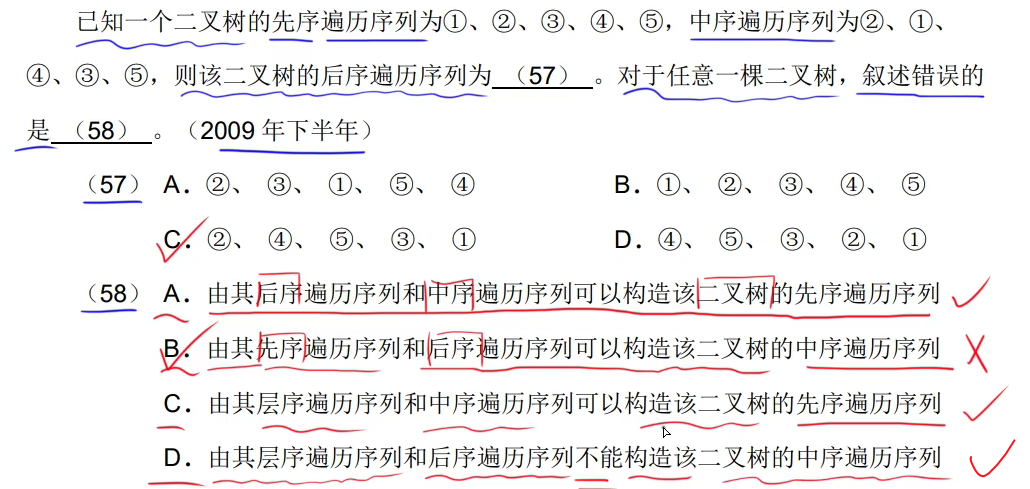 已知一个二叉树的先序遍历序列为①、②、③、④、⑤，中序遍历序列为②、①、
④、③、⑤，则该二叉树的后序遍历序列为 （57） 。对于任意一棵二叉树，叙述错误的
是 （58） 。（2009 年下半年）
（57） A．②、 ③、 ①、 ⑤、 ④ B．①、 ②、 ③、 ④、 ⑤
C．②、 ④、 ⑤、 ③、 ① D．④、 ⑤、 ③、 ②、 ①
（58） A．由其后序遍历序列和中序遍历序列可以构造该二叉树的先序遍历序列
B．由其先序遍历序列和后序遍历序列可以构造该二叉树的中序遍历序列
C．由其层序遍历序列和中序遍历序列可以构造该二叉树的先序遍历序列
D．由其层序遍历序列和后序遍历序列不能构造该二叉树的中序遍历序列